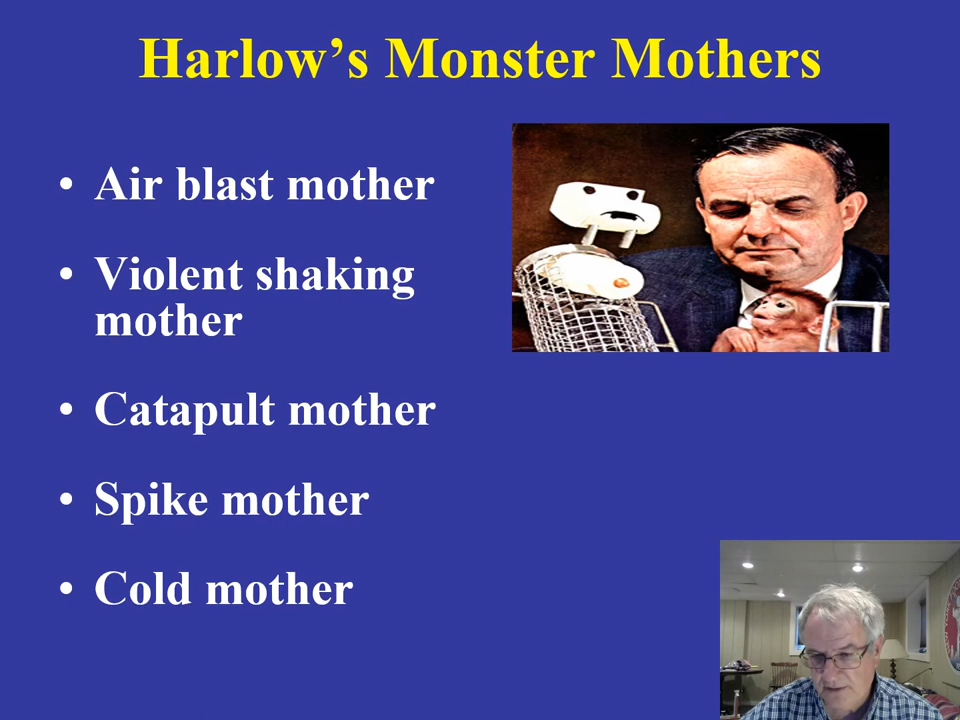 Harlow’s Monster Mothers
• Air blast mother
• Violent shaking
mother
• Catapult mother
• Spike mother
• Cold mother